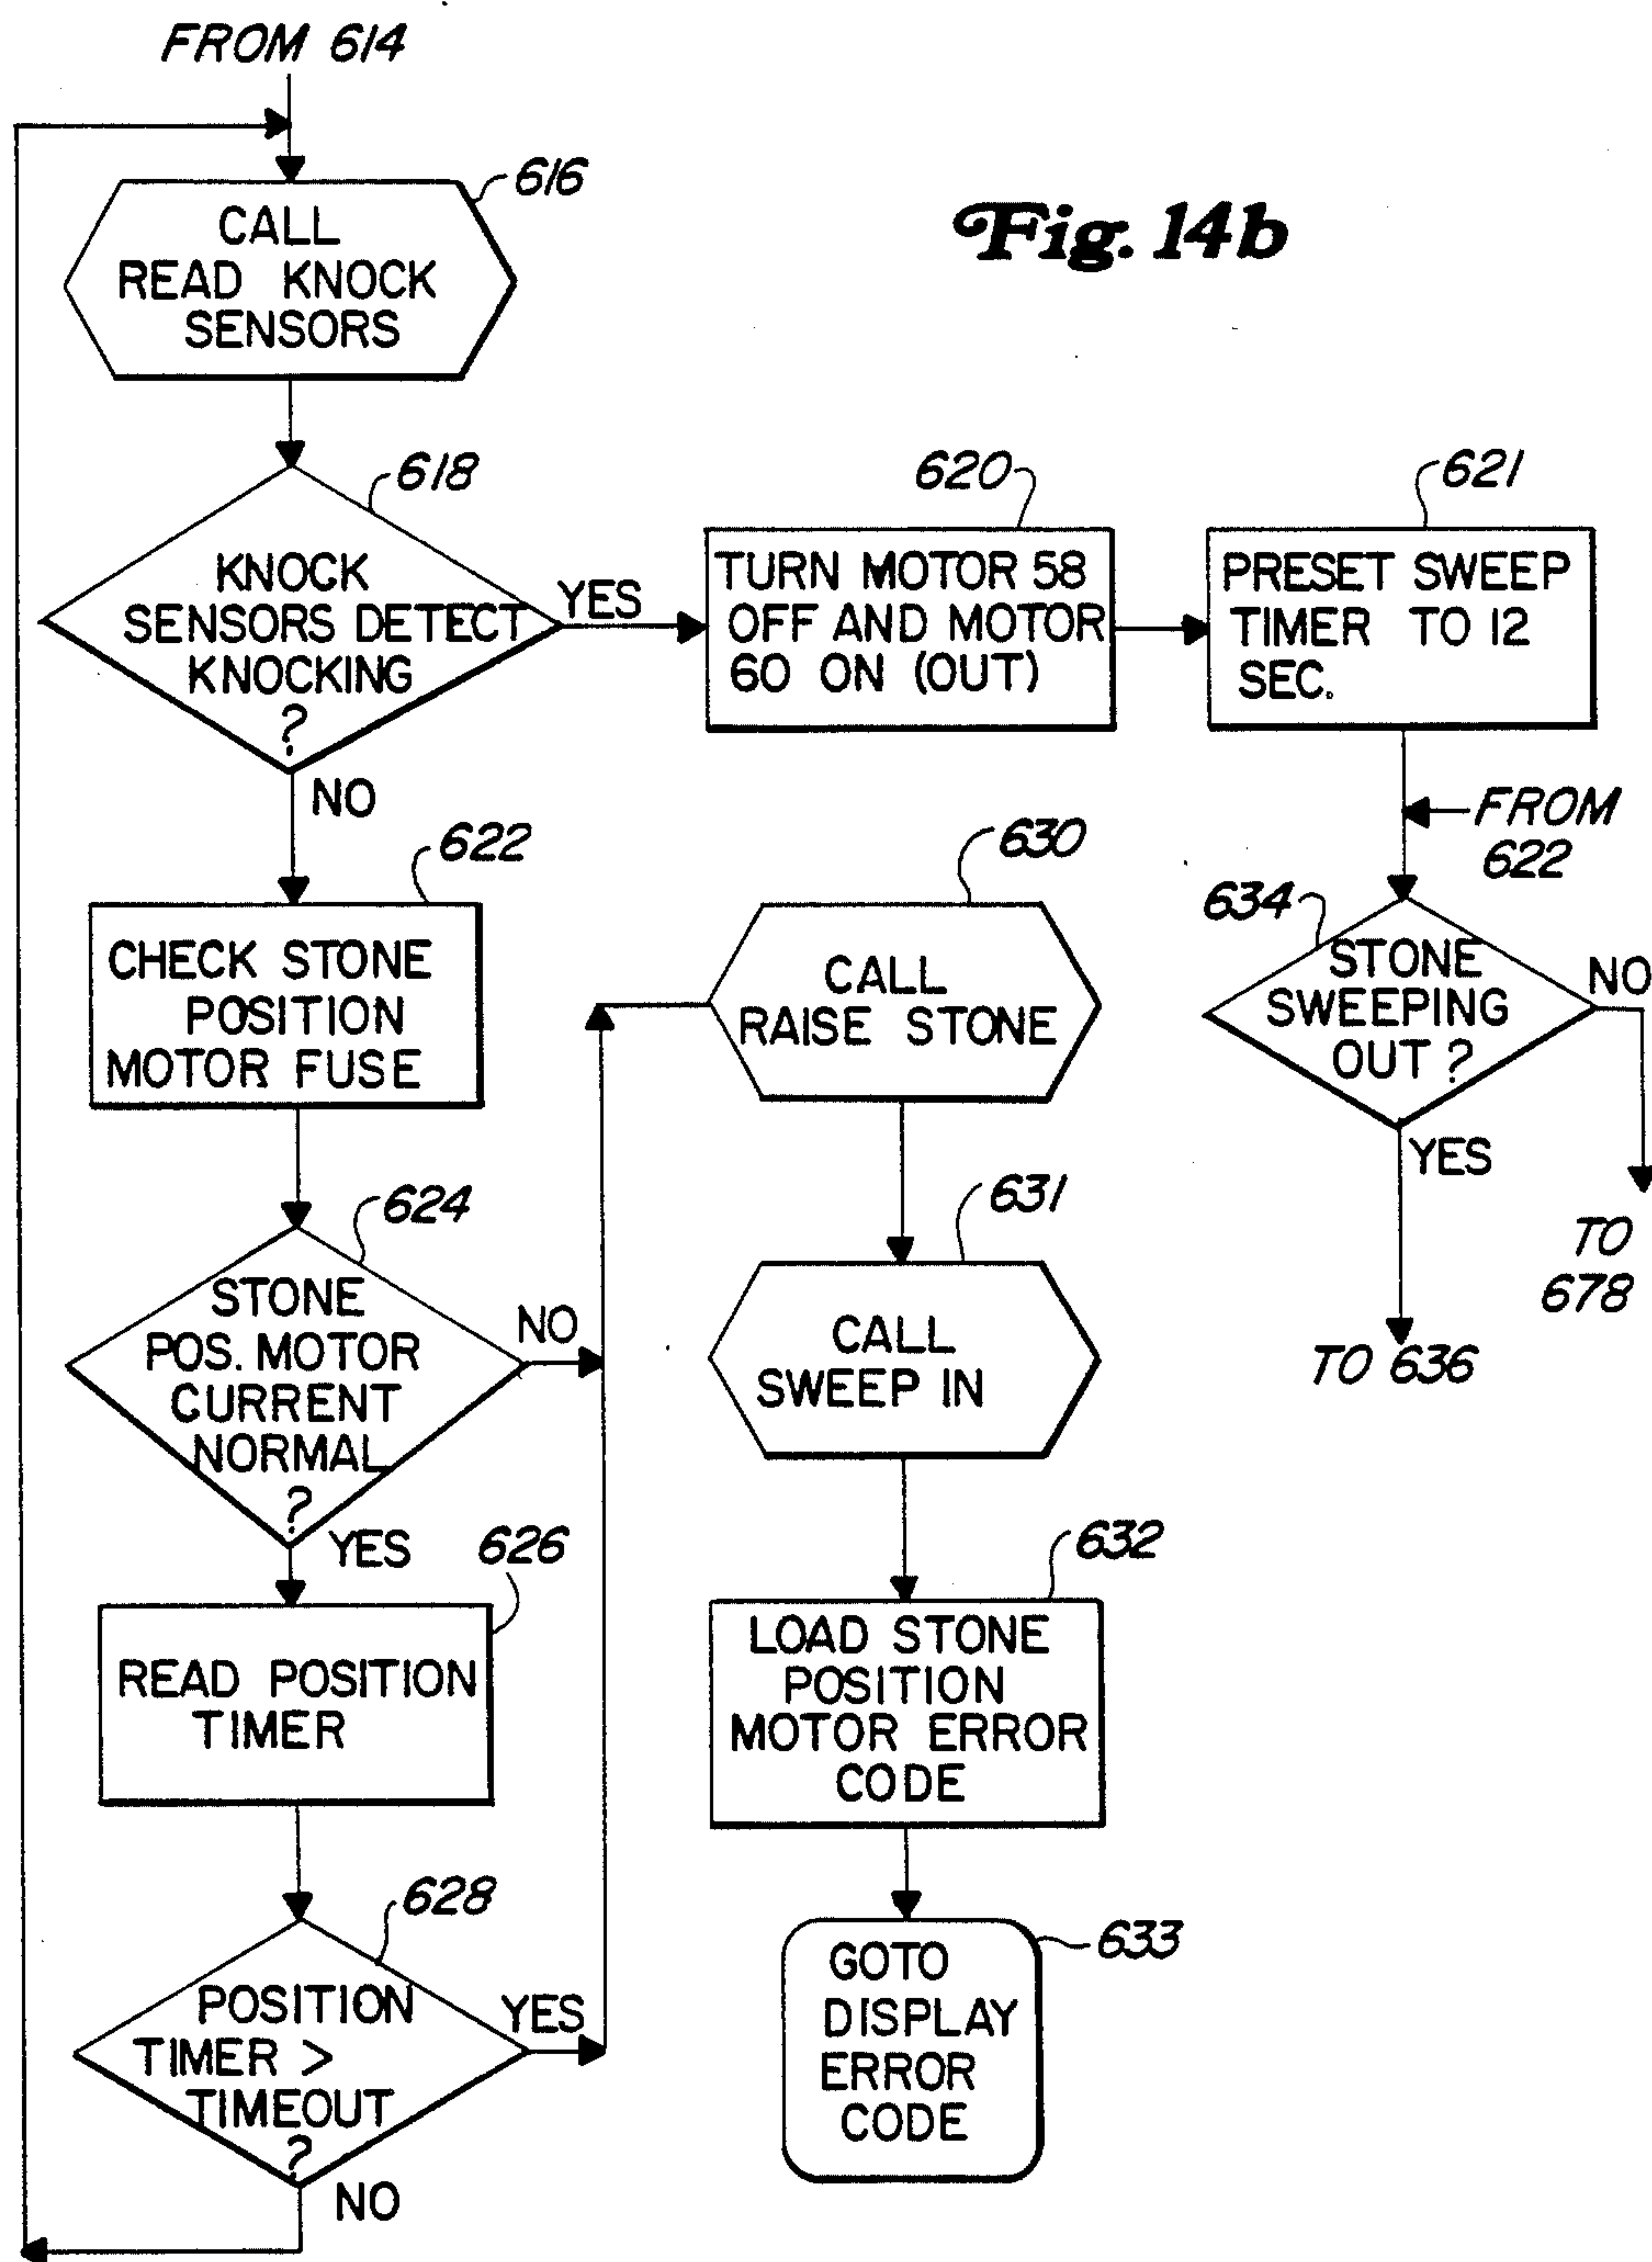 FROM 614
616
CALL
READ KNOCK
SENSORS
Fig. 14b
618
KNOCK
SENSORS DETECT
KNOCKING
?
YES
NO
620
TURN MOTOR 58
OFF AND MOTOR
60 ON (OUT)
621
PRESET SWEEP
TIMER TO 12
SEC.
FROM
622
634
STONE
SWEEPING
OUT ?
NO
YES
TO
678
TO 636
622
CHECK STONE
POSITION
MOTOR FUSE
624
STONE
POS. MOTOR
CURRENT
NORMAL
?
NO
YES
626
READ POSITION
TIMER
628
POSITION
TIMER >
TIMEOUT
?
YES
NO
630
CALL
RAISE STONE
631
CALL
SWEEP IN
632
LOAD STONE
POSITION
MOTOR ERROR
CODE
633
GOTO
DISPLAY
ERROR
CODE